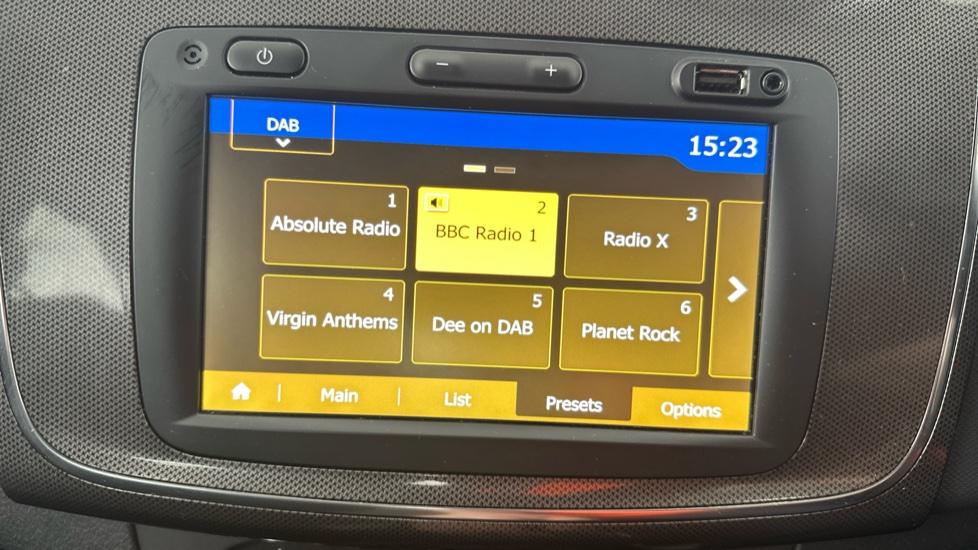 − +
DAB
15:23
1
Absolute Radio
2
BBC Radio 1
3
Radio X
4
Virgin Anthems
5
Dee on DAB
6
Planet Rock
Main | List Presets Options